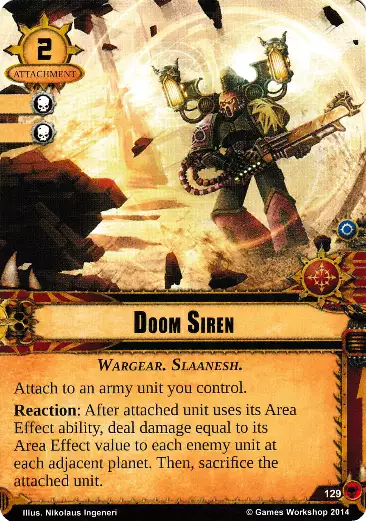 2
ATTACHMENT
DOOM SIREN
WARGEAR. SLAANESH.
Attach to an army unit you control.
Reaction: After attached unit uses its Area
Effect ability, deal damage equal to its
Area Effect value to each enemy unit at
each adjacent planet. Then, sacrifice the
attached unit.
129
Illus. Nikolaus Ingeneri
© Games Workshop 2014